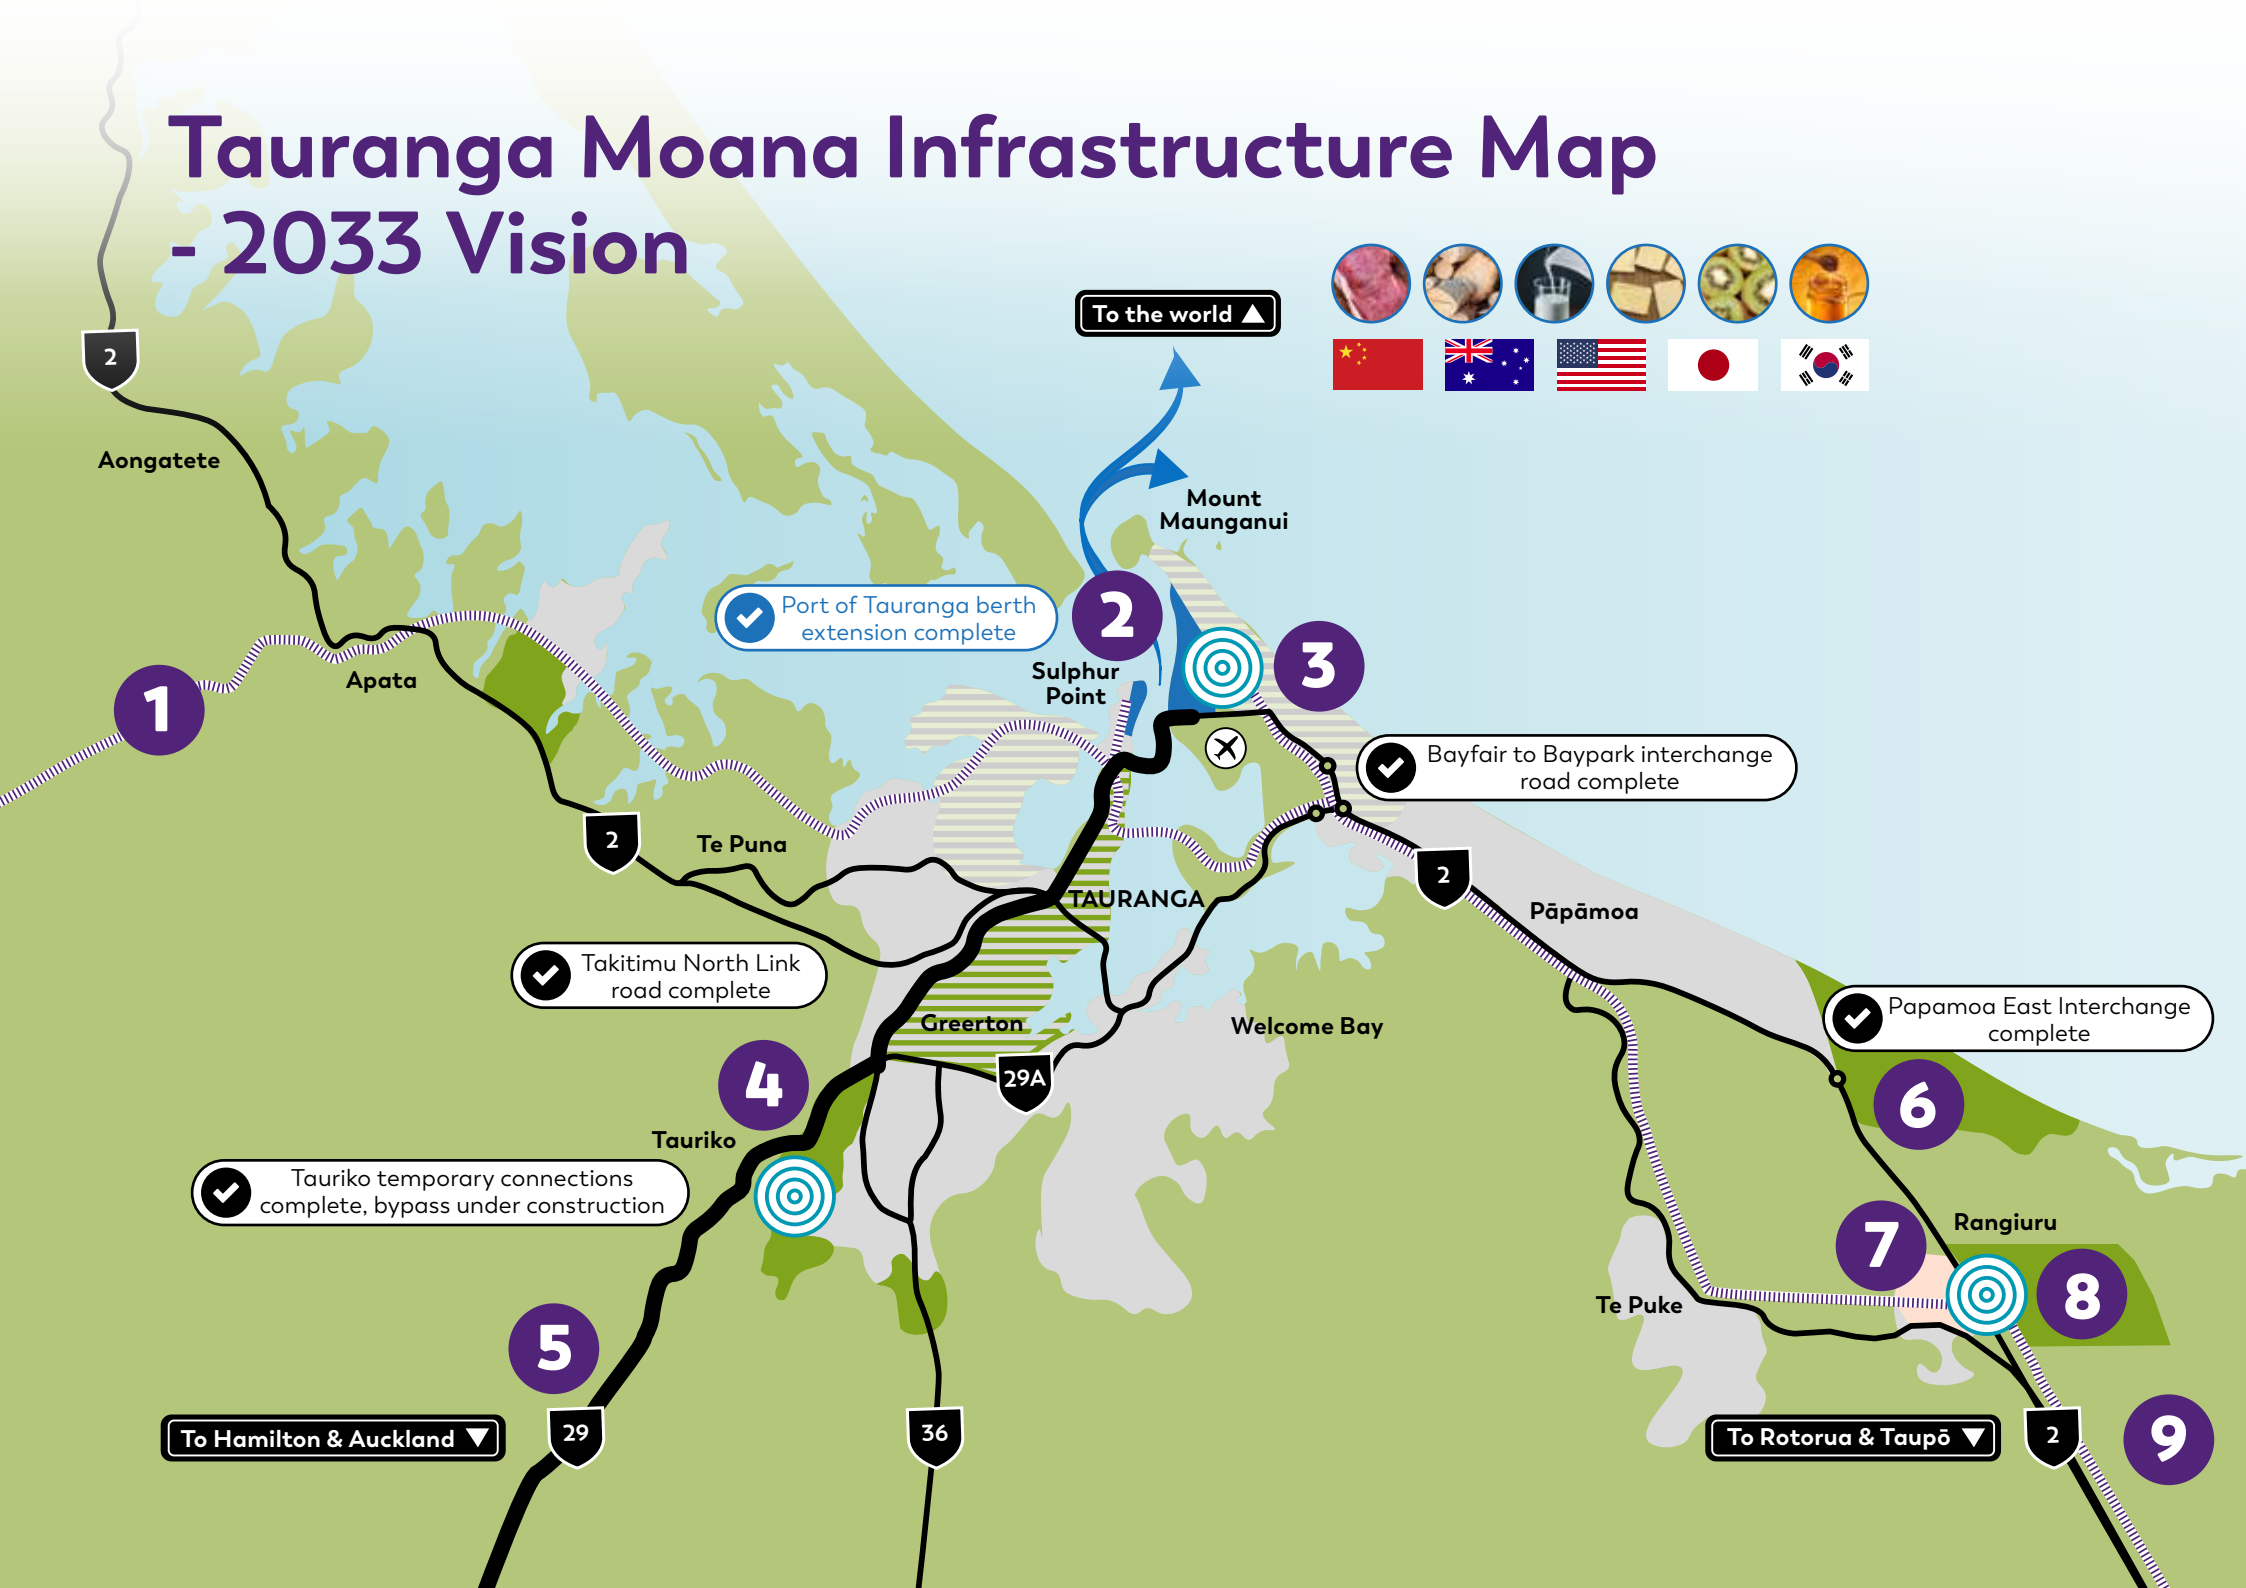 Tauranga Moana Infrastructure Map
- 2033 Vision
To the world
2
Aongatete
Mount
Maunganui
Port of Tauranga berth
extension complete
2
3
Sulphur
Point
Apata
1
Bayfair to Baypark interchange
road complete
2
Te Puna
2
TAURANGA
Pāpāmoa
Takitimu North Link
road complete
Greerton
Welcome Bay
Papamoa East Interchange
complete
29A
4
6
Tauriko
Tauriko temporary connections
complete, bypass under construction
Rangiuru
7
8
Te Puke
5
To Hamilton & Auckland
29
36
To Rotorua & Taupō
2
9